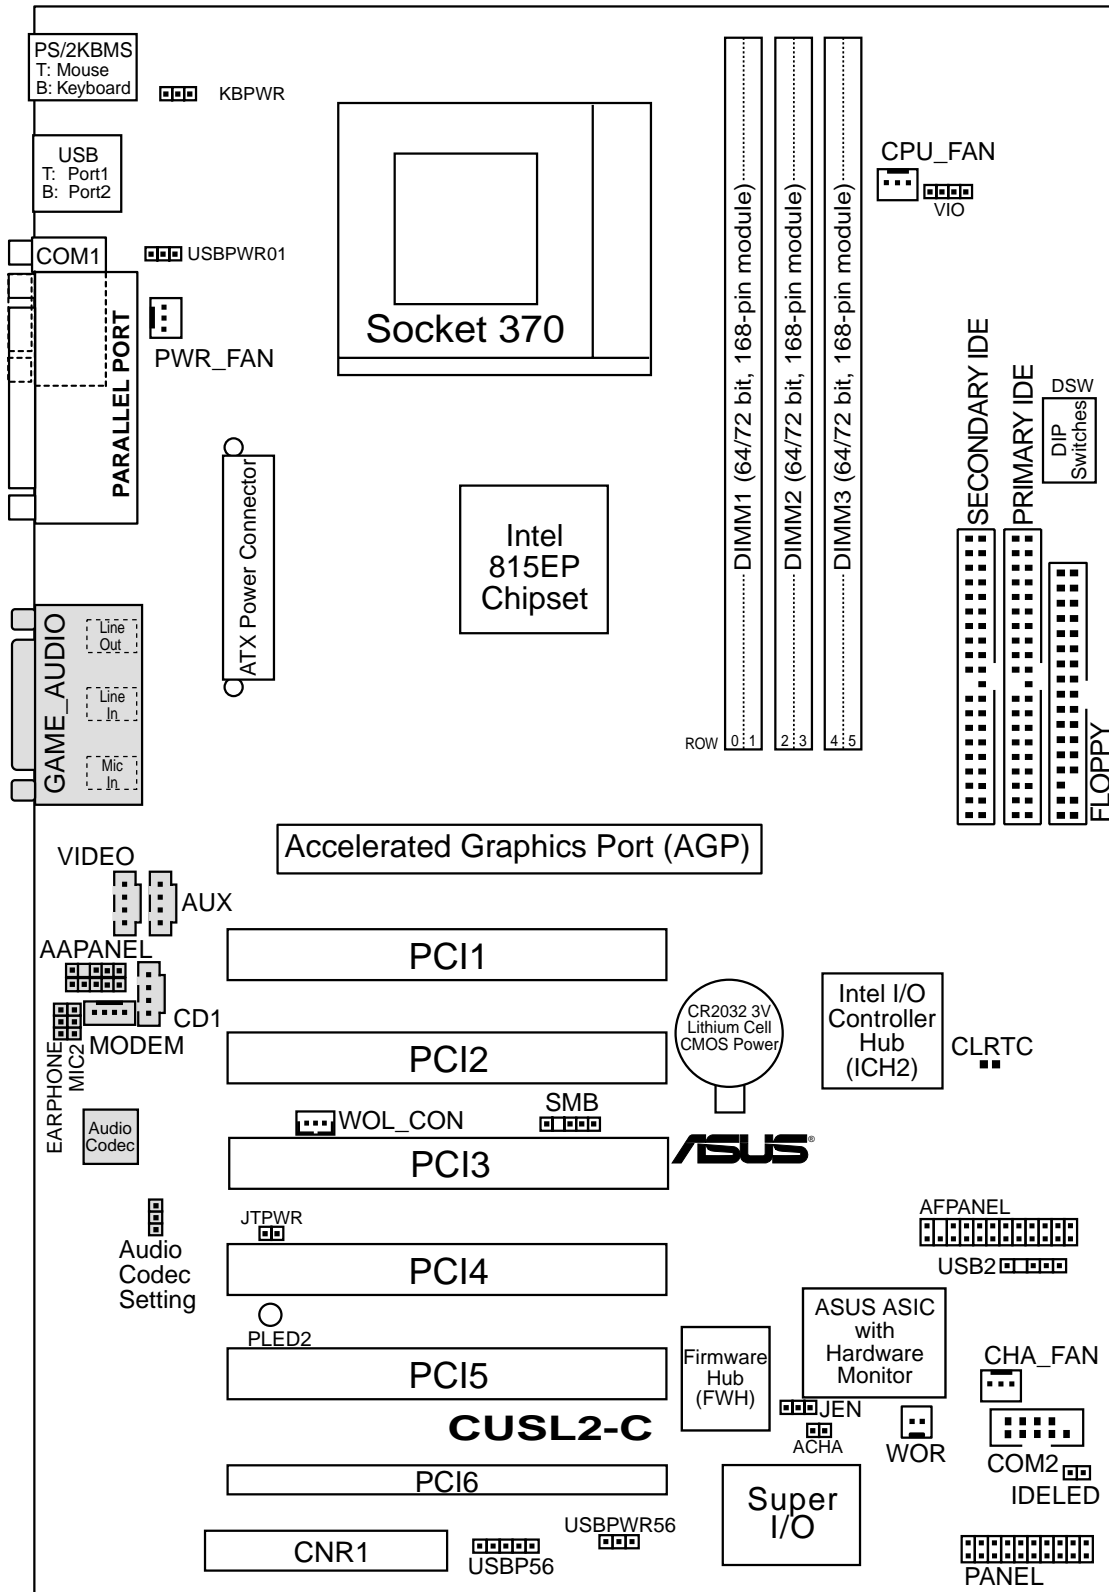 PS/2KBMS
T: Mouse
B: Keyboard
KBPWR
USB
T: Port1
B: Port2
COM1
USBPWR01
PARALLEL PORT
PWR_FAN
Socket 370
CPU_FAN
VIO
DIMM1 (64/72 bit, 168-pin module)
DIMM2 (64/72 bit, 168-pin module)
DIMM3 (64/72 bit, 168-pin module)
SECONDARY IDE
PRIMARY IDE
DSW
DIP
Switches
ATX Power Connector
Intel
815EP
Chipset
GAME_AUDIO
Line
Out
Line
In
Mic
In
ROW
0 1
2 3
4 5
FLOPPY
Accelerated Graphics Port (AGP)
VIDEO
AUX
AAPANEL
CD1
MODEM
EARPHONE
MIC2
PCI1
PCI2
CR2032 3V
Lithium Cell
CMOS Power
Intel I/O
Controller
Hub
(ICH2)
CLRTC
SMB
WOL_CON
Audio
Codec
PCI3
ASUS®
JTPWR
AFPANEL
Audio
Codec
Setting
PCI4
USB2
PLED2
ASUS ASIC
with
Hardware
Monitor
Firmware
Hub
(FWH)
CHA_FAN
PCI5
JEN
ACHA
WOR
CUSL2-C
COM2
IDELED
PCI6
Super
I/O
USBPWR56
CNR1
USBP56
PANEL